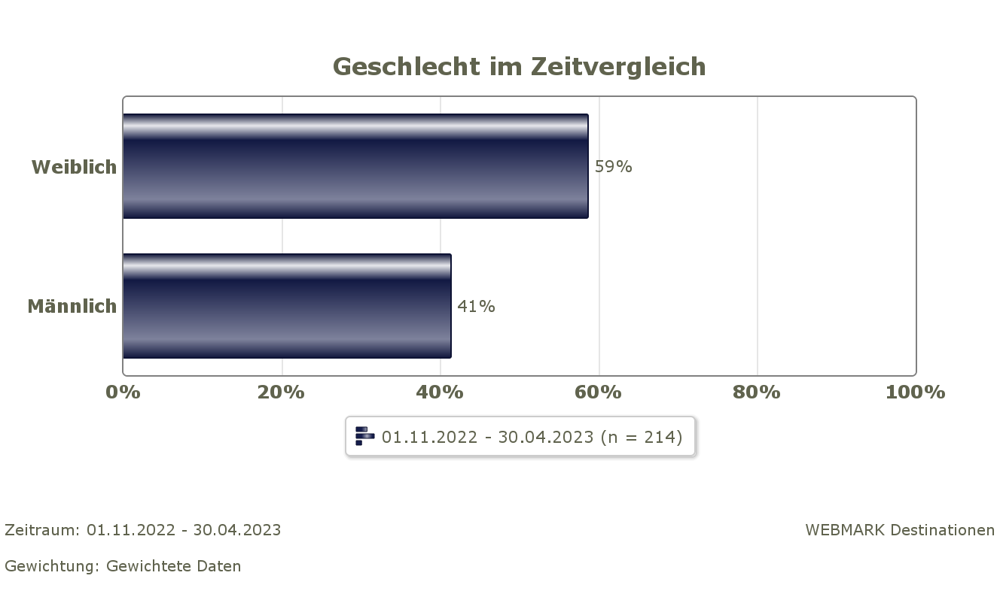 Geschlecht im Zeitvergleich
Weiblich
59%
Männlich
41%
0% 20% 40% 60% 80% 100%
01.11.2022 - 30.04.2023 (n = 214)
Zeitraum: 01.11.2022 - 30.04.2023 WEBMARK Destinationen
Gewichtung: Gewichtete Daten